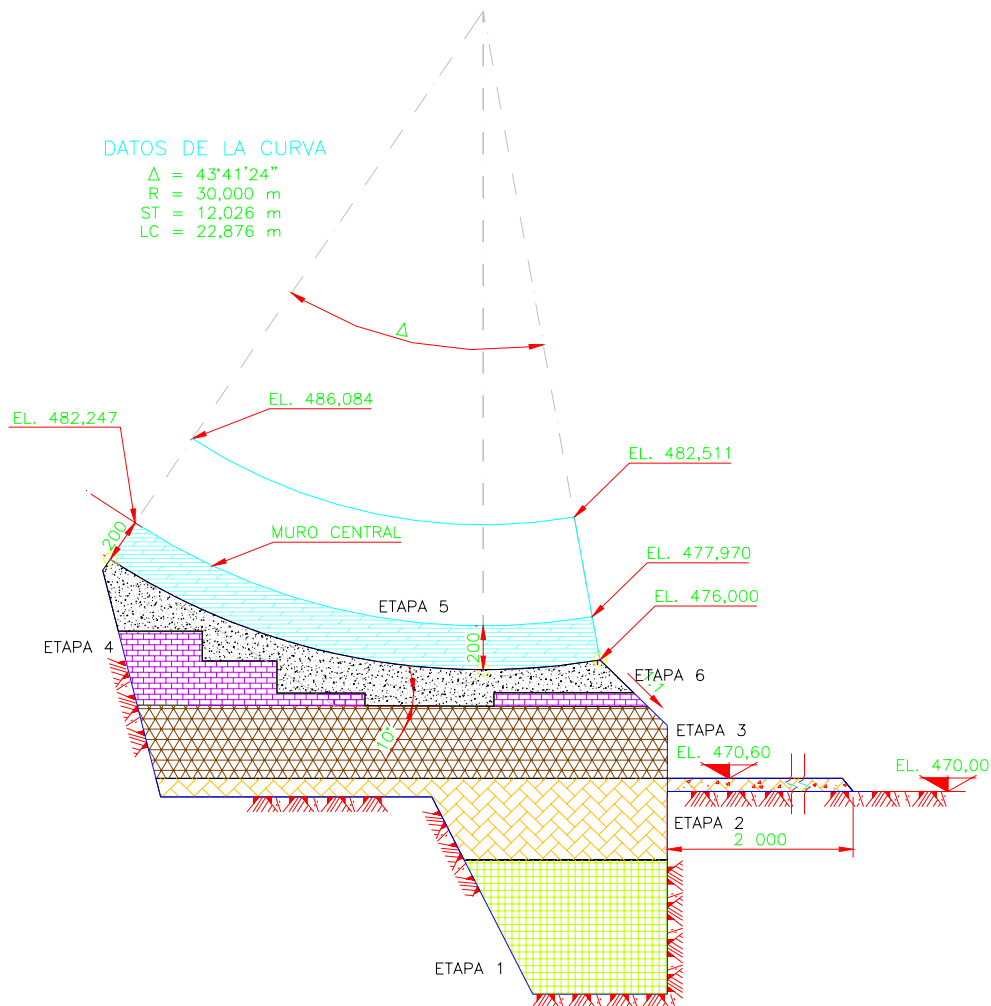 DATOS DE LA CURVA
Δ = 43°41'24"
R = 30,000 m
ST = 12,026 m
LC = 22,876 m
Δ
EL. 486,084
EL. 482,247
EL. 482,511
200
MURO CENTRAL
EL. 477,970
EL. 476,000
ETAPA 5
200
ETAPA 4
ETAPA 6
ETAPA 3
EL. 470,60
EL. 470,00
ETAPA 2
2 000
ETAPA 1